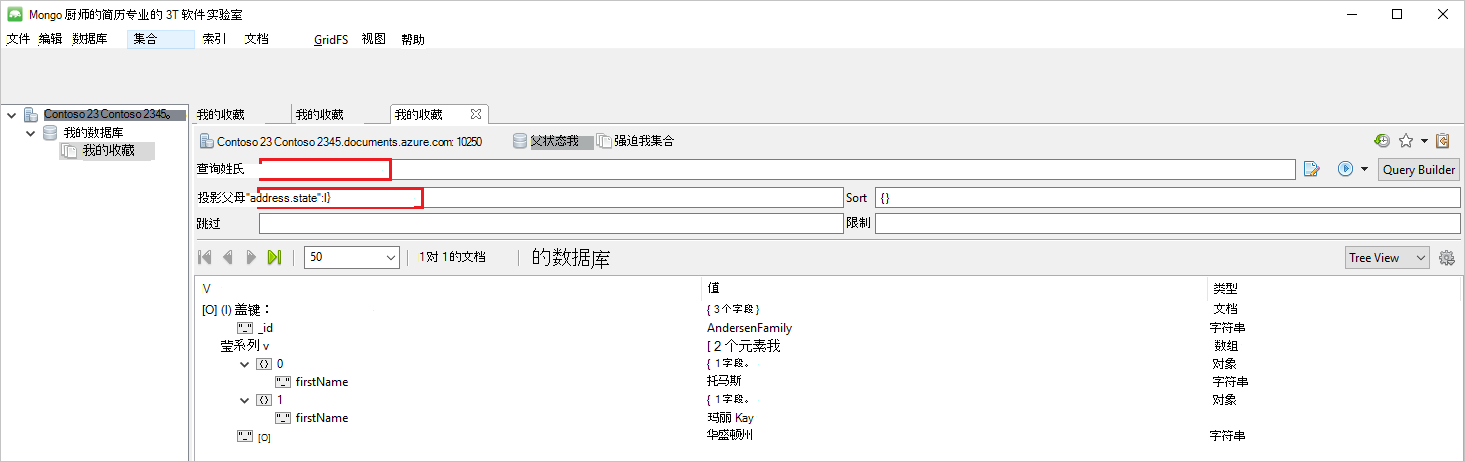 Mongo 厨师的简历专业的 3T 软件实验室
文件 编辑 数据库 集合 索引 文档 GridFS 视图 帮助
Contoso 23 Contoso 2345。
我的数据库
我的收藏
我的收藏 我的收藏 我的收藏
Contoso 23 Contoso 2345.documents.azure.com: 10250 父状态我 强迫我集合
查询姓氏 Query Builder
投影父母"address.state":I} Sort {}
跳过 限制
50 1对 1的文档 的数据库 Tree View
V 值 类型
[O] (I) 盖键： { 3个字段 } 文档
_id AndersenFamily 字符串
莹系列 v [ 2 个元素我 数组
0 { 1字段。 对象
firstName 托马斯 字符串
1 { 1字段。 对象
firstName 玛丽 Kay 字符串
[O] 华盛顿州 字符串